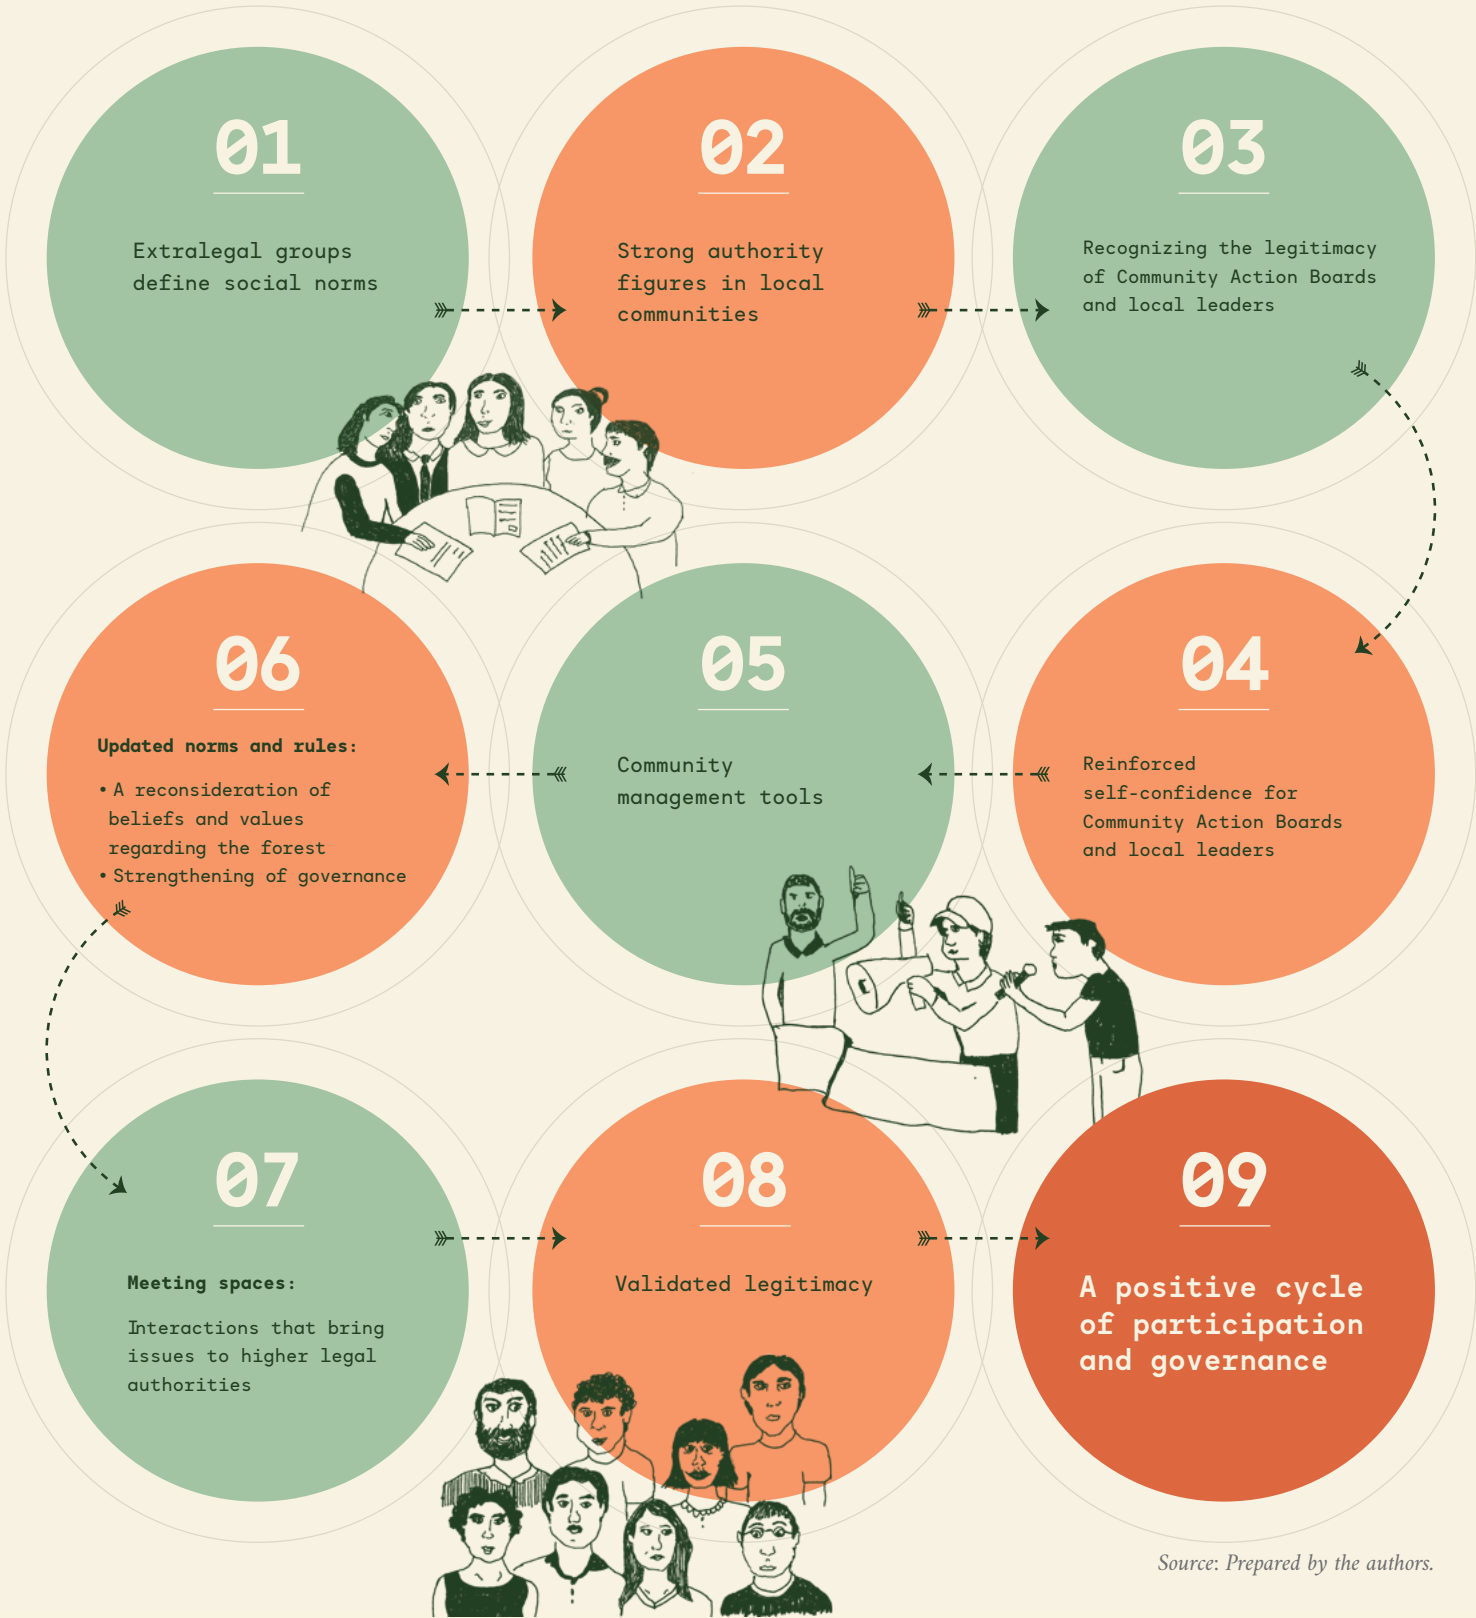 01
Extralegal groups
define social norms
02
Strong authority
figures in local
communities
03
Recognizing the legitimacy
of Community Action Boards
and local leaders
04
Reinforced
self-confidence for
Community Action Boards
and local leaders
05
Community
management tools
06
Updated norms and rules:
• A reconsideration of
beliefs and values
regarding the forest
• Strengthening of governance
07
Meeting spaces:
Interactions that bring
issues to higher legal
authorities
08
Validated legitimacy
09
A positive cycle
of participation
and governance
Source: Prepared by the authors.